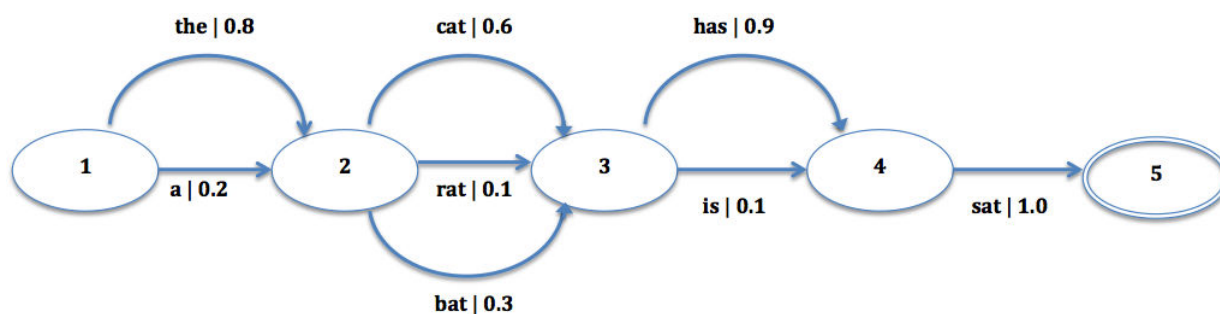 the | 0.8
cat | 0.6
has | 0.9
1
2
3
4
5
a | 0.2
rat | 0.1
is | 0.1
sat | 1.0
bat | 0.3